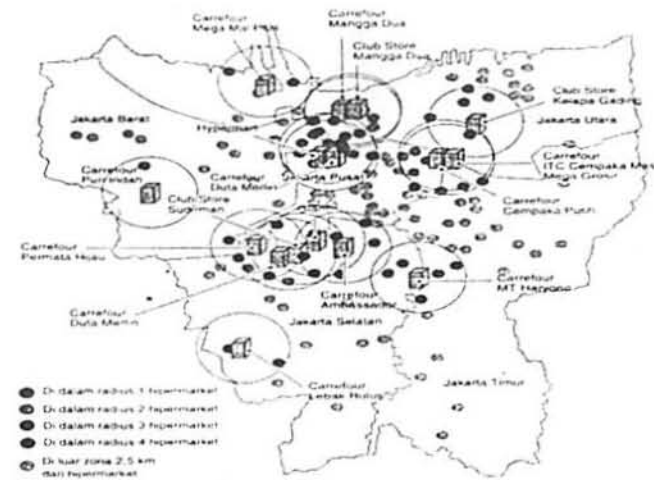 Carrefour
Mega Mal Pluit
Carrefour
Mangga Dua
Club Store
Mangga Dua
Club Store
Kelapa Gading
Jakarta Utara
Jakarta Barat
Carrefour
Carrefour
Duta Merlin
Jakarta Pusat
Carrefour
ITC Cempaka Mas
Mega Grosir
Club Store
Sudirman
Carrefour
Cempaka Putih
Carrefour
Permata Hijau
Carrefour
Ambassador
Carrefour
MT Haryono
Carrefour
Duta Merlin
Jakarta Selatan
Carrefour
Lebak Bulus
Jakarta Timur
Di dalam radius 1 hipermarket
Di dalam radius 2 hipermarket
Di dalam radius 3 hipermarket
Di dalam radius 4 hipermarket
Di luar zona 2,5 km
dari hipermarket